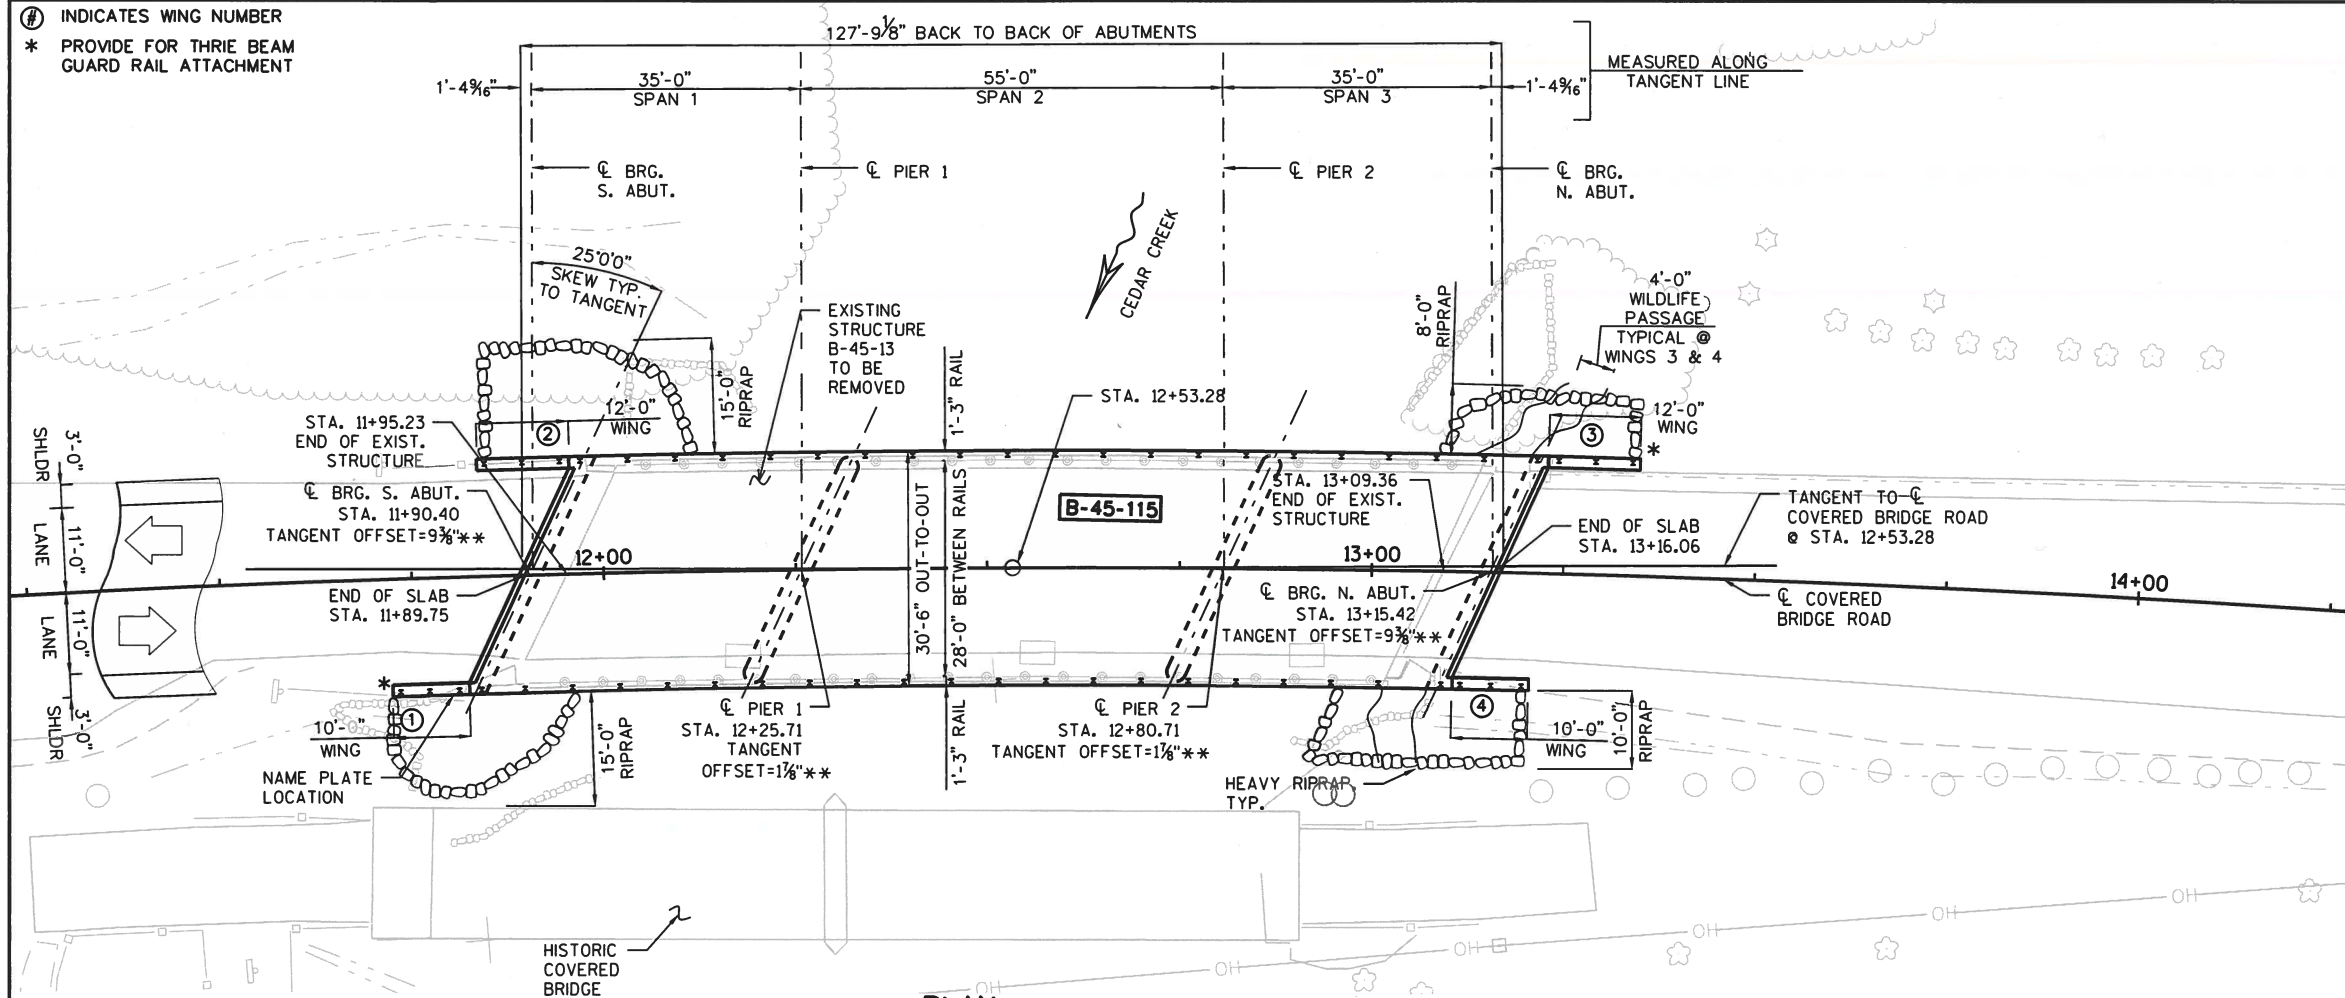 # INDICATES WING NUMBER
* PROVIDE FOR THRIE BEAM
GUARD RAIL ATTACHMENT
127'-9⅛" BACK TO BACK OF ABUTMENTS
1'-4⁹⁄₁₆"
35'-0"
SPAN 1
55'-0"
SPAN 2
35'-0"
SPAN 3
1'-4⁹⁄₁₆"
MEASURED ALONG
TANGENT LINE
℄ BRG.
S. ABUT.
℄ PIER 1
℄ PIER 2
℄ BRG.
N. ABUT.
25°0'0"
SKEW TYP.
TO TANGENT
CEDAR CREEK
EXISTING
STRUCTURE
B-45-13
TO BE
REMOVED
15'-0"
RIPRAP
1'-3" RAIL
STA. 12+53.28
8'-0"
RIPRAP
4'-0"
WILDLIFE
PASSAGE
TYPICAL @
WINGS 3 & 4
12'-0"
WING
2
12'-0"
WING
3
*
STA. 11+95.23
END OF EXIST.
STRUCTURE
℄ BRG. S. ABUT.
STA. 11+90.40
TANGENT OFFSET=9⅜"**
3'-0"
SHLDR
11'-0"
LANE
11'-0"
LANE
3'-0"
SHLDR
12+00
END OF SLAB
STA. 11+89.75
30'-6" OUT-TO-OUT
28'-0" BETWEEN RAILS
B-45-115
STA. 13+09.36
END OF EXIST.
STRUCTURE
13+00
℄ BRG. N. ABUT.
STA. 13+15.42
TANGENT OFFSET=9⅜"**
END OF SLAB
STA. 13+16.06
TANGENT TO ℄
COVERED BRIDGE ROAD
@ STA. 12+53.28
14+00
℄ COVERED
BRIDGE ROAD
*
1
10'-0"
WING
NAME PLATE
LOCATION
15'-0"
RIPRAP
℄ PIER 1
STA. 12+25.71
TANGENT
OFFSET=1⅞"**
1'-3" RAIL
℄ PIER 2
STA. 12+80.71
TANGENT OFFSET=1⅞"**
4
10'-0"
WING
10'-0"
RIPRAP
HEAVY RIPRAP,
TYP.
HISTORIC
COVERED
BRIDGE
OH
OH
OH
OH
OH
OH
PLAN